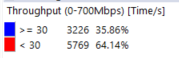 Throughput (0-700Mbps) [Time/s]
>= 30 3226 35.86%
< 30 5769 64.14%